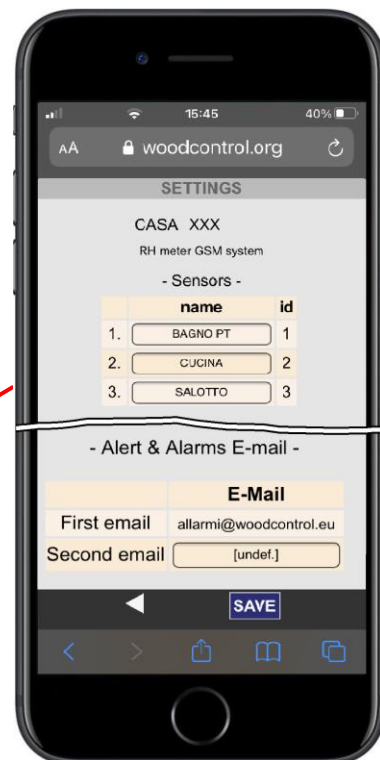 15:45 40%
AA woodcontrol.org
SETTINGS
CASA XXX
RH meter GSM system
- Sensors -
name id
1. BAGNO PT 1
2. CUCINA 2
3. SALOTTO 3
- Alert & Alarms E-mail -
E-Mail
First email allarmi@woodcontrol.eu
Second email [undef.]
SAVE